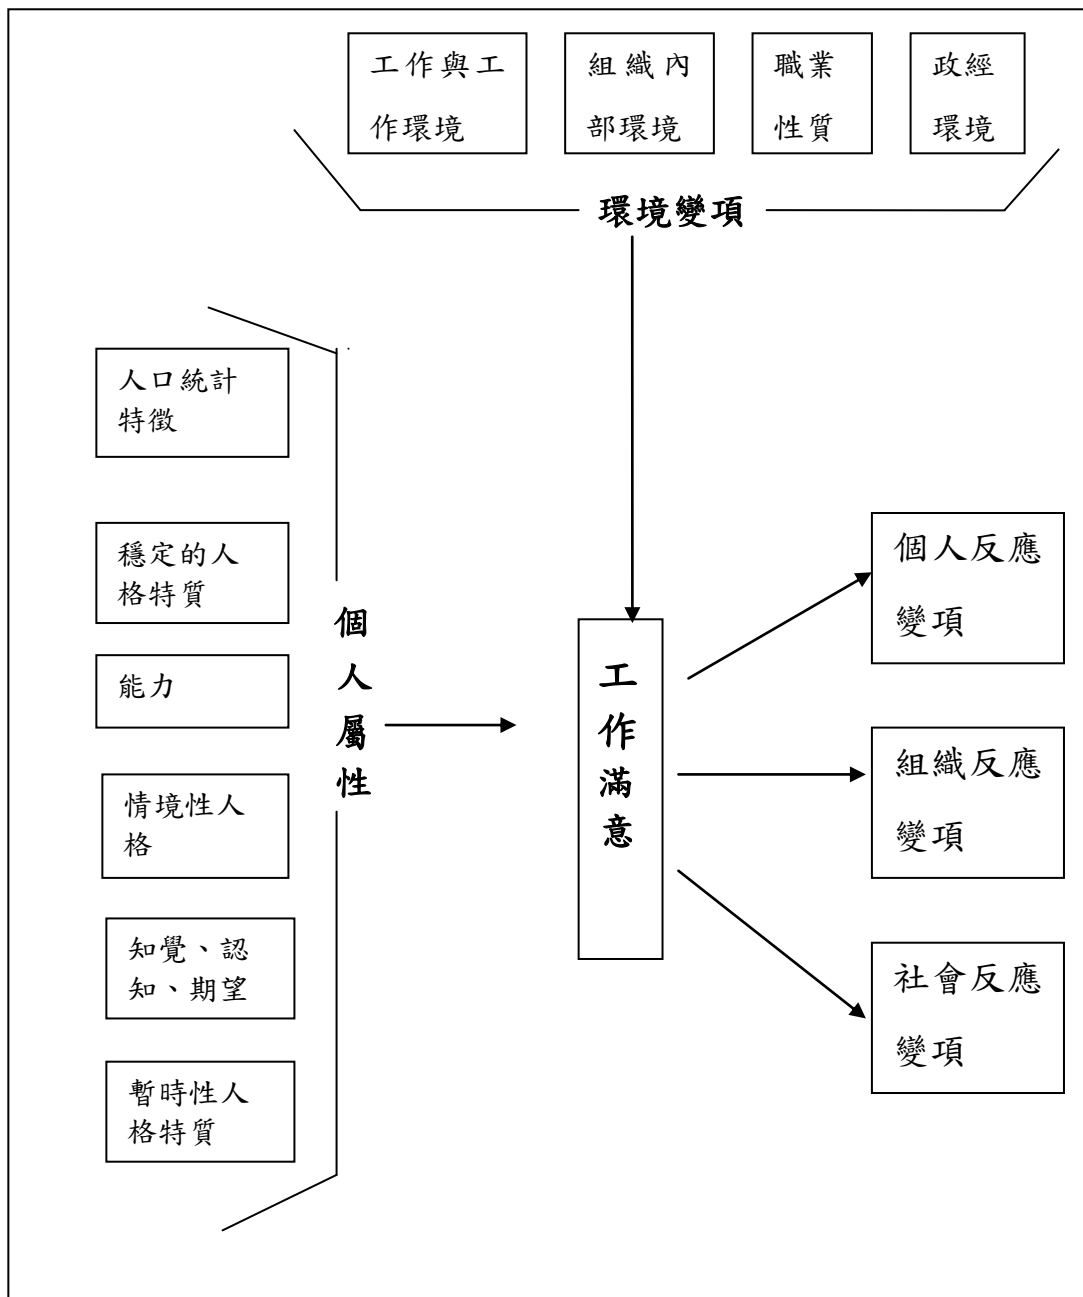 工作與工
作環境
組織內
部環境
職業
性質
政經
環境
環境變項
人口統計
特徵
穩定的人
格特質
能力
情境性人
格
知覺、認
知、期望
暫時性人
格特質
個人屬性
工作滿意
個人反應
變項
組織反應
變項
社會反應
變項